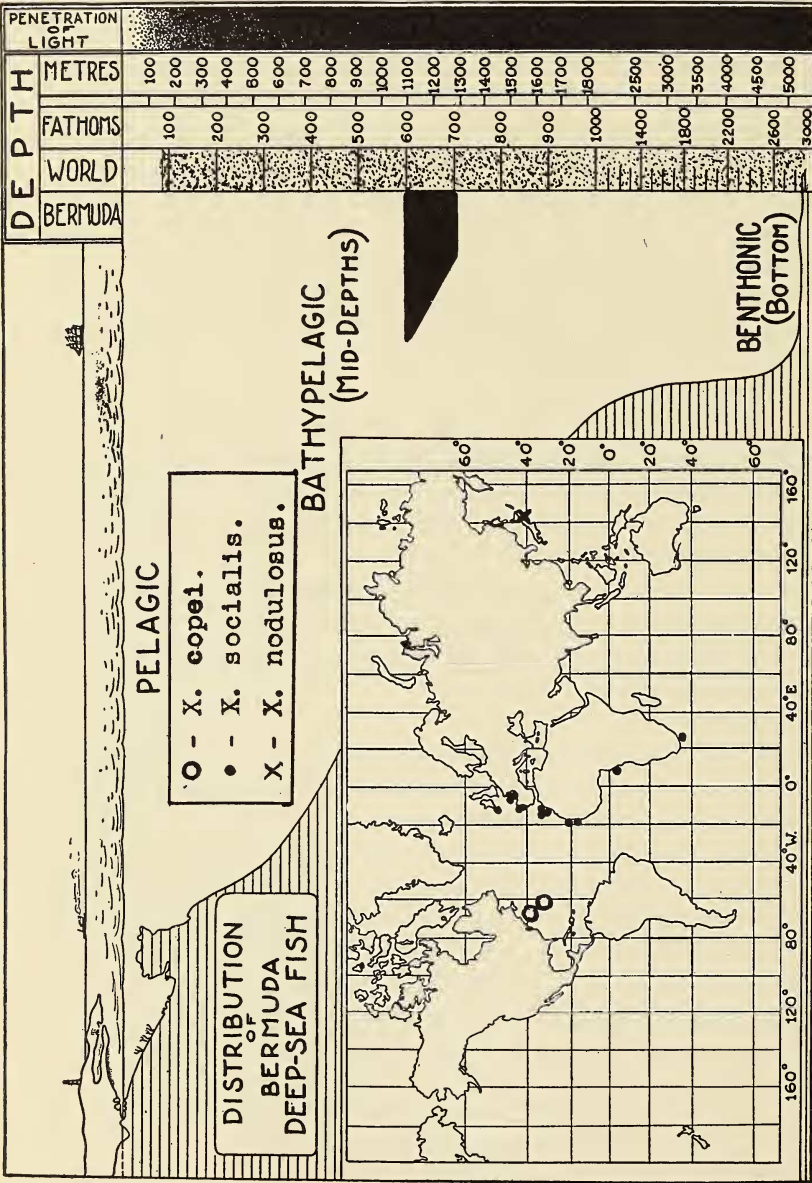 PENETRATION
OF
LIGHT
DEPTH
METRES
FATHOMS
WORLD
BERMUDA
100
200
300
400
500
600
700
800
900
1000
1100
1200
1300
1400
1500
1600
1700
1800
2500
3000
3500
4000
4500
5000
100
200
300
400
500
600
700
800
900
1000
1400
1800
2200
2600
3000
PELAGIC
O - X. copei.
• - X. socialis.
X - X. nodulosus.
BATHYPELAGIC
(MID-DEPTHS)
BENTHONIC
(BOTTOM)
DISTRIBUTION
OF
BERMUDA
DEEP-SEA FISH
60°
40°
20°
0°
20°
40°
60°
160°
120°
80°
40°W.
0°
40°E
80°
120°
160°